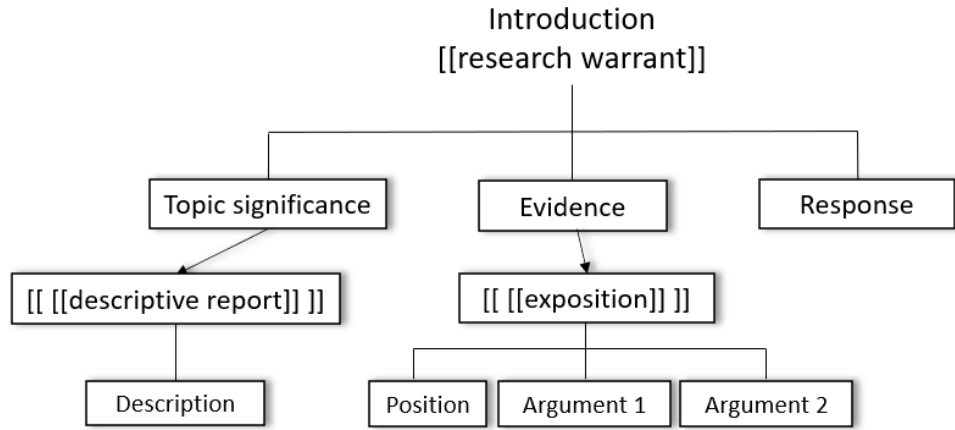 Introduction
[[research warrant]]
Topic significance
Evidence
Response
[[ [[descriptive report]] ]]
[[ [[exposition]] ]]
Description
Position
Argument 1
Argument 2